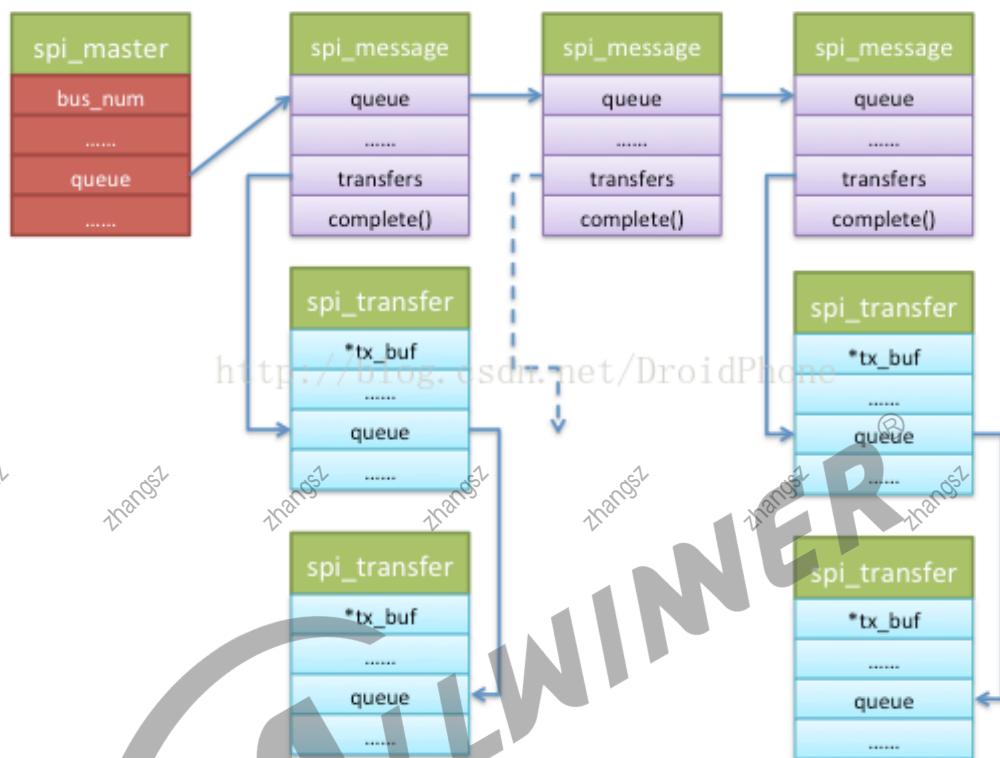 spi_master
bus_num
......
queue
......
spi_message
queue
......
transfers
complete()
spi_message
queue
......
transfers
complete()
spi_message
queue
......
transfers
complete()
spi_transfer
*tx_buf
......
queue
......
spi_transfer
*tx_buf
......
queue
......
spi_transfer
*tx_buf
......
queue
......
spi_transfer
*tx_buf
......
queue
......
http://blog.csdn.net/DroidPhone
zhangsz
zhangsz
zhangsz
zhangsz
zhangsz
zhangsz
ALLWINNER®